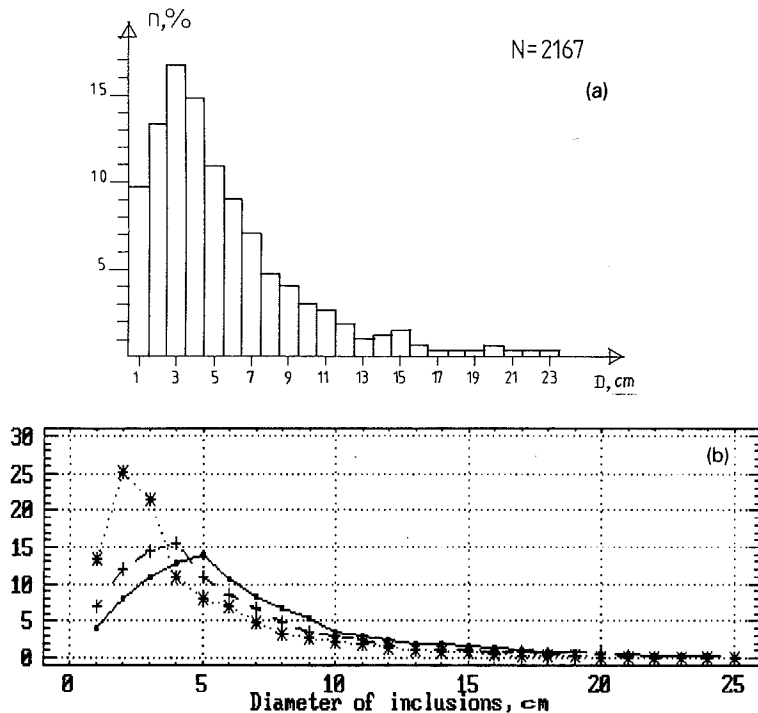 n,%
N=2167
(a)
15
10
5
1 3 5 7 9 11 13 15 17 19 21 23
D, cm
(b)
30
25
20
15
10
5
0
0 5 10 15 20 25
Diameter of inclusions, cm